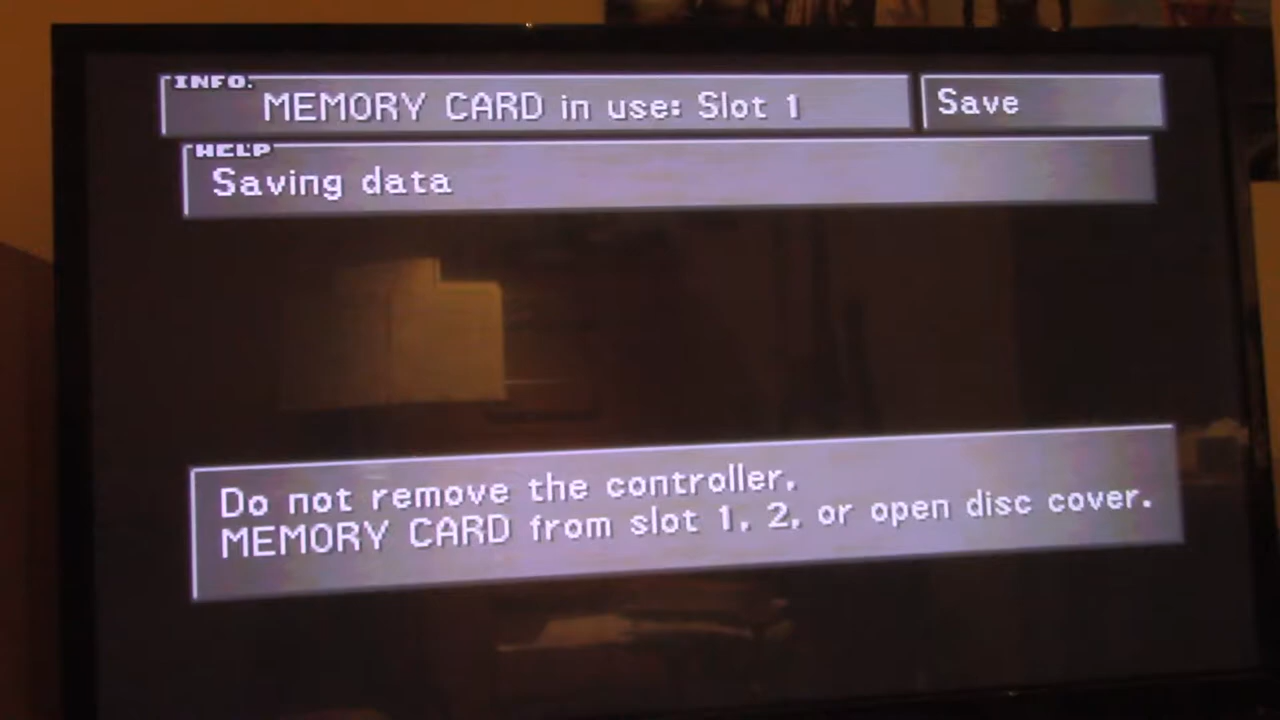 INFO.
MEMORY CARD in use: Slot 1
Save
HELP
Saving data
Do not remove the controller,
MEMORY CARD from slot 1, 2, or open disc cover.